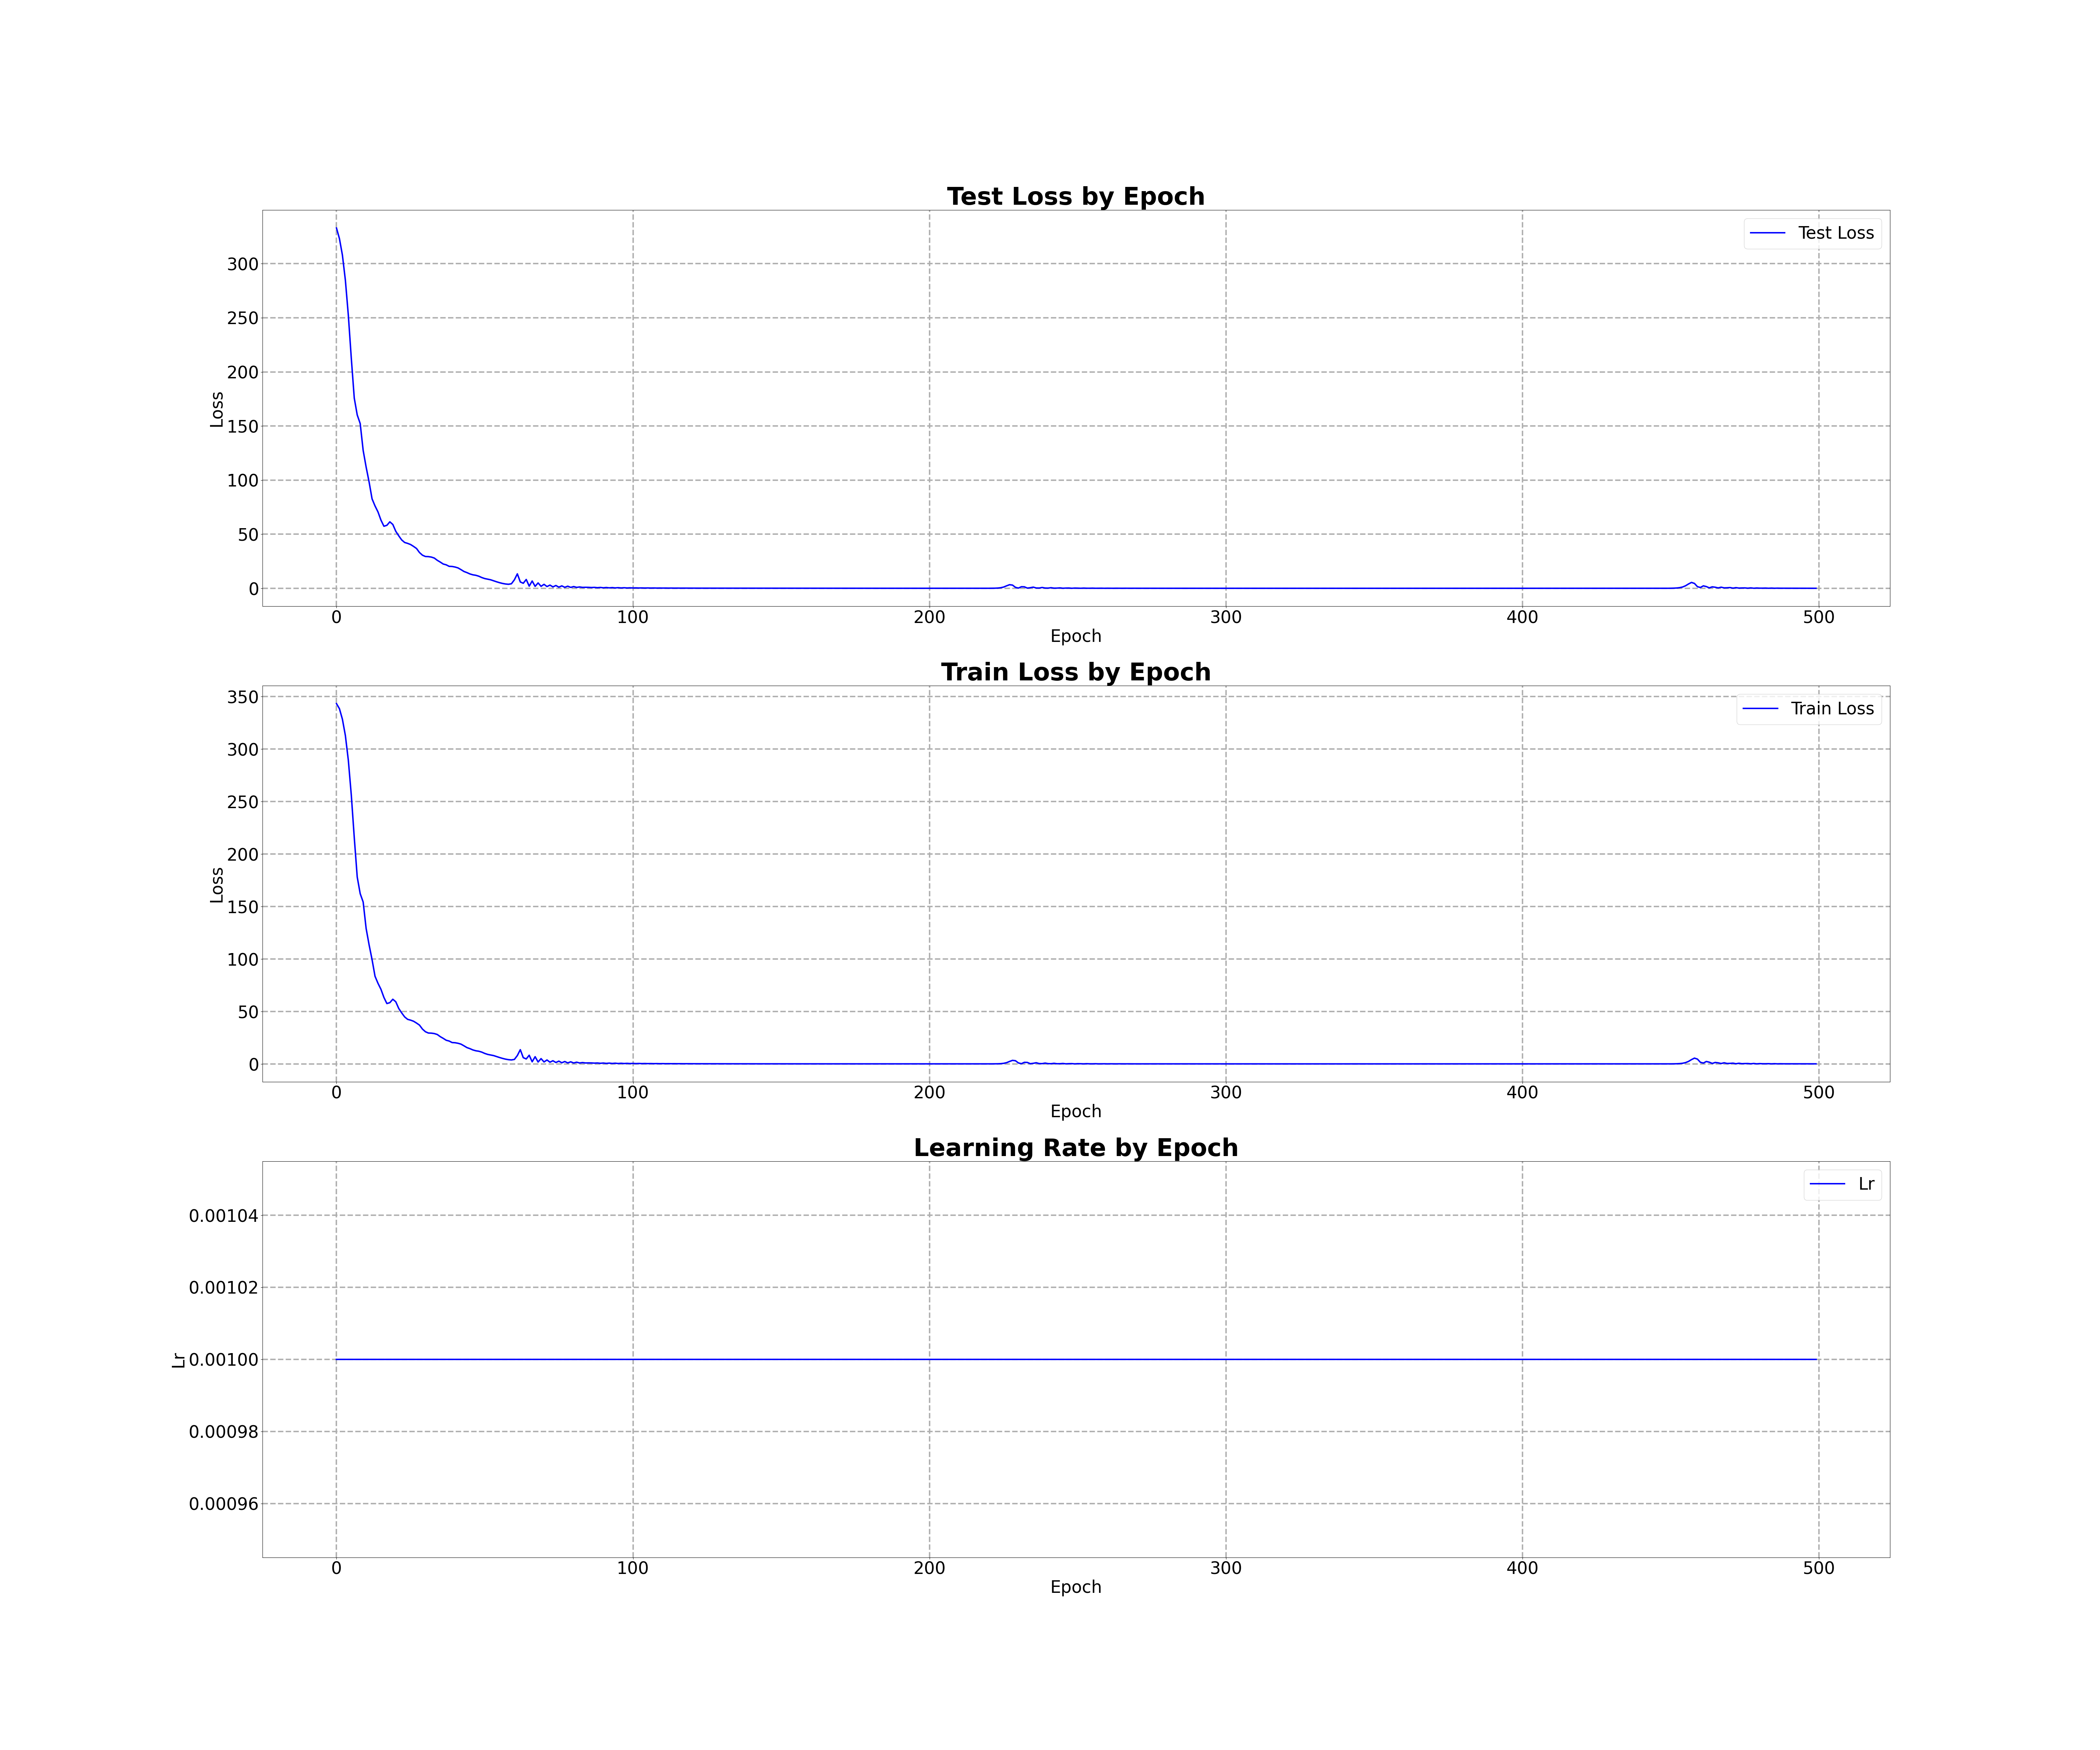 Test Loss by Epoch
Test Loss
300
250
200
150
100
50
0
Loss
0 100 200 300 400 500
Epoch
Train Loss by Epoch
Train Loss
350
300
250
200
150
100
50
0
Loss
0 100 200 300 400 500
Epoch
Learning Rate by Epoch
Lr
0.00104
0.00102
0.00100
0.00098
0.00096
Lr
0 100 200 300 400 500
Epoch